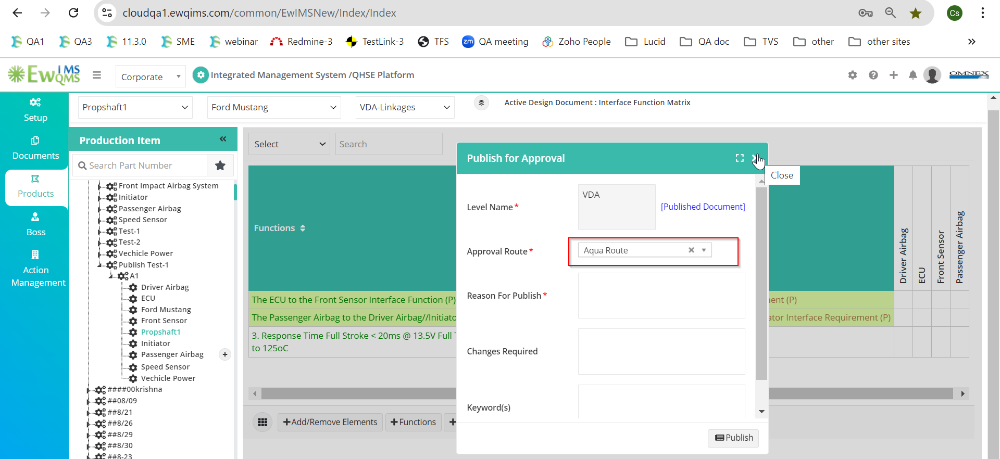 cloudqa1.ewqims.com/common/EwIMSNew/Index/Index
Cs
QA1 QA3 11.3.0 SME webinar Redmine-3 TestLink-3 TFS zm QA meeting Zoho People Lucid QA doc TVS other other sites
EwIMS QMS
Corporate
Integrated Management System /QHSE Platform
OMNEX
Setup
Documents
Products
Boss
Action
Management
Propshaft1
Ford Mustang
VDA-Linkages
Active Design Document : Interface Function Matrix
Production Item
Search Part Number
Front Impact Airbag System
Initiator
Passenger Airbag
Speed Sensor
Test-1
Test-2
Vechicle Power
Publish Test-1
A1
Driver Airbag
ECU
Ford Mustang
Front Sensor
Propshaft1
Initiator
Passenger Airbag
Speed Sensor
Vechicle Power
####00krishna
##08/09
##8/21
##8/26
##8/29
##8/30
##8-23
Select
Search
Functions
The ECU to the Front Sensor Interface Function (P)
The Passenger Airbag to the Driver Airbag//Initiato
3. Response Time Full Stroke < 20ms @ 13.5V Full
to 125oC
ent (P)
ator Interface Requirement (P)
Driver Airbag
ECU
Front Sensor
Passenger Airbag
Add/Remove Elements
Functions
Publish for Approval
Close
Level Name*
VDA
[Published Document]
Approval Route*
Aqua Route
Reason For Publish*
Changes Required
Keyword(s)
Publish